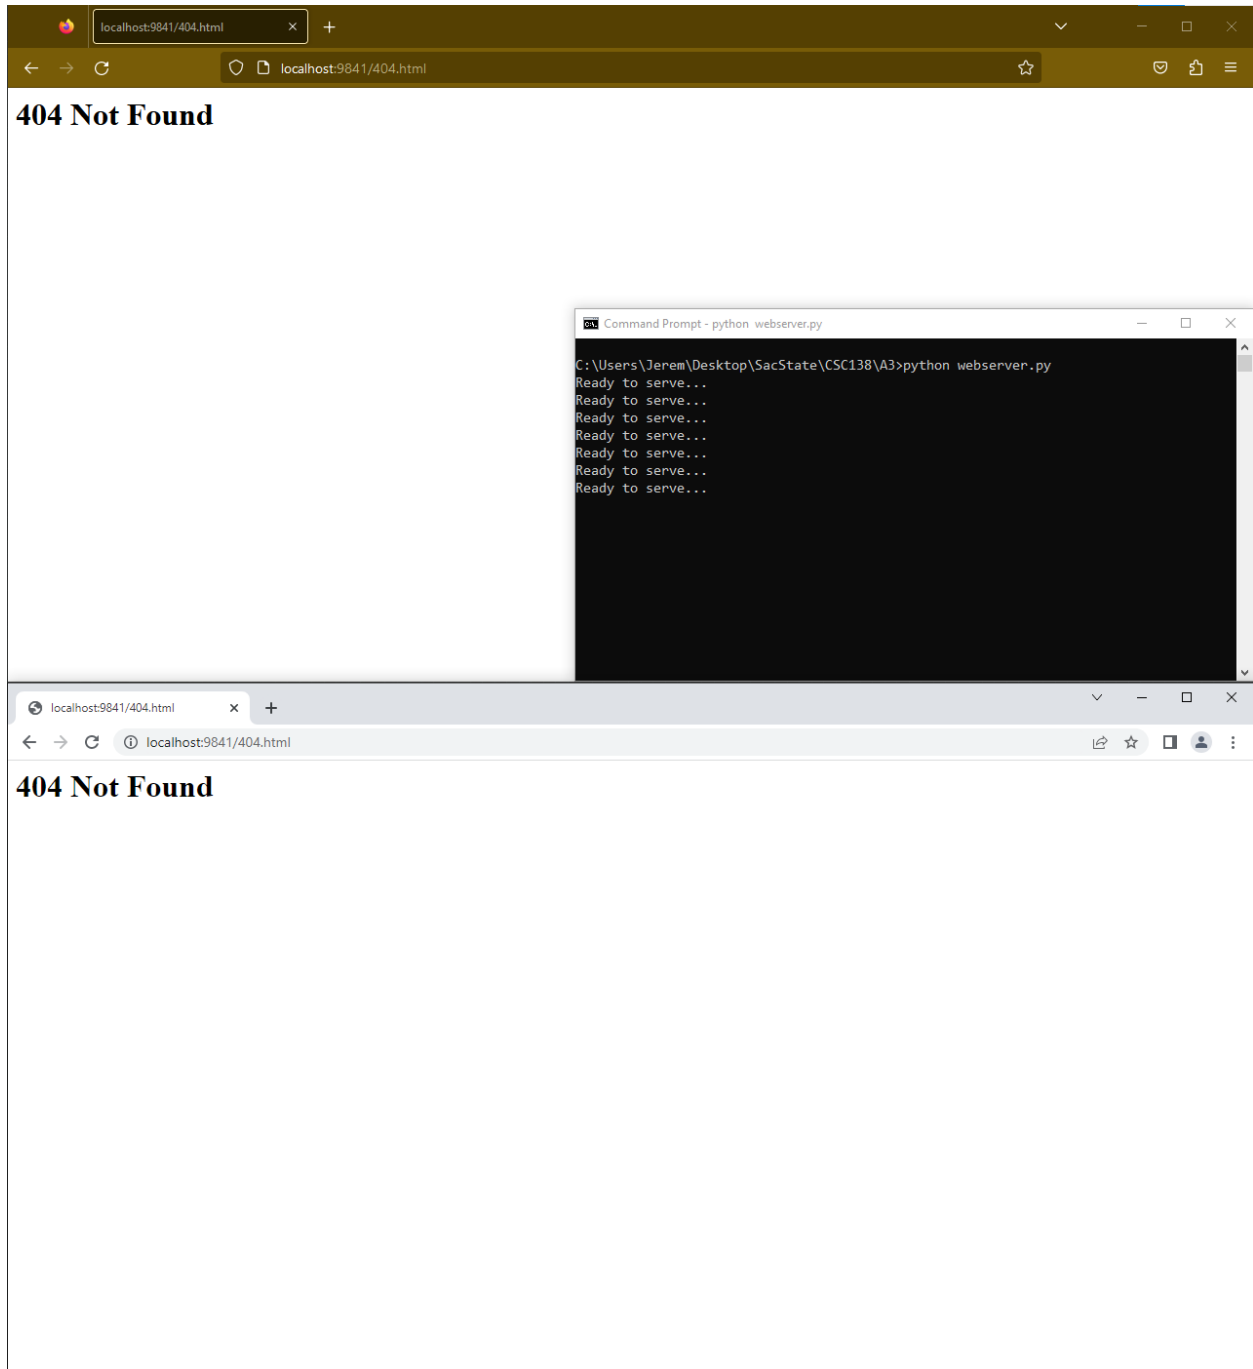 localhost:9841/404.html
localhost:9841/404.html
404 Not Found
Command Prompt - python  webserver.py
C:\Users\Jerem\Desktop\SacState\CSC138\A3>python webserver.py
Ready to serve...
Ready to serve...
Ready to serve...
Ready to serve...
Ready to serve...
Ready to serve...
Ready to serve...
localhost:9841/404.html
localhost:9841/404.html
404 Not Found